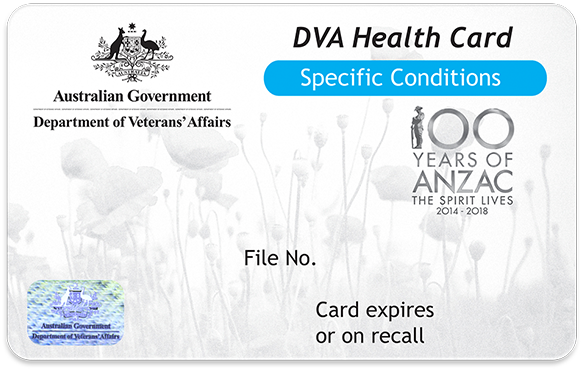 DVA Health Card
Specific Conditions
Australian Government
Department of Veterans' Affairs
100
YEARS OF
ANZAC
THE SPIRIT LIVES
2014 - 2018
File No.
Card expires
or on recall
Australian Government
Department of Veterans' Affairs